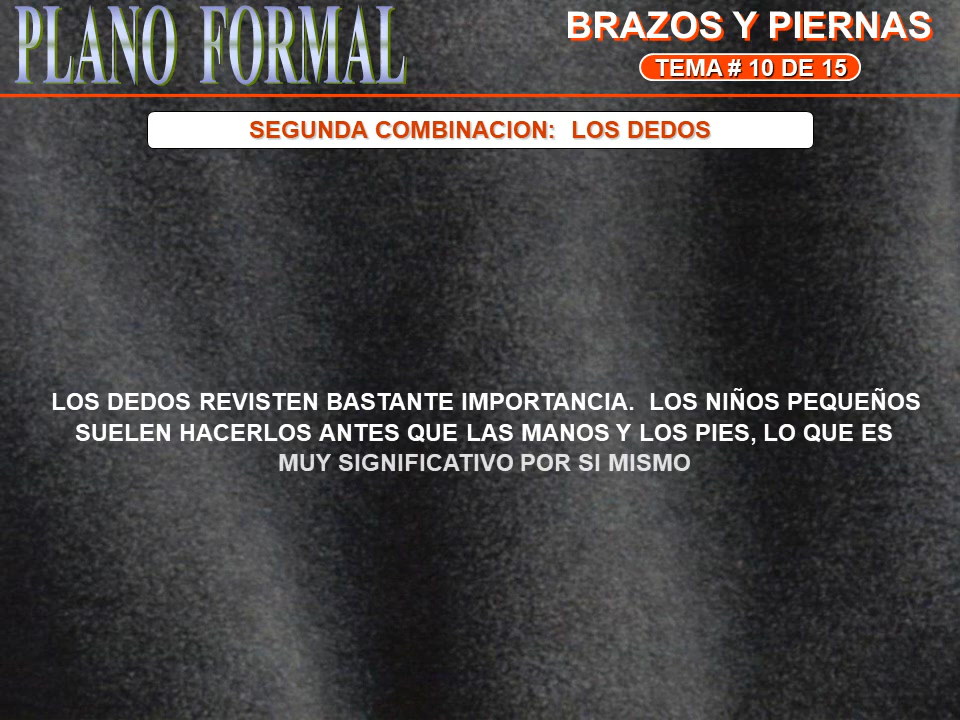 PLANO FORMAL
BRAZOS Y PIERNAS
TEMA # 10 DE 15
SEGUNDA COMBINACION: LOS DEDOS
LOS DEDOS REVISTEN BASTANTE IMPORTANCIA. LOS NIÑOS PEQUEÑOS
SUELEN HACERLOS ANTES QUE LAS MANOS Y LOS PIES, LO QUE ES
MUY SIGNIFICATIVO POR SI MISMO